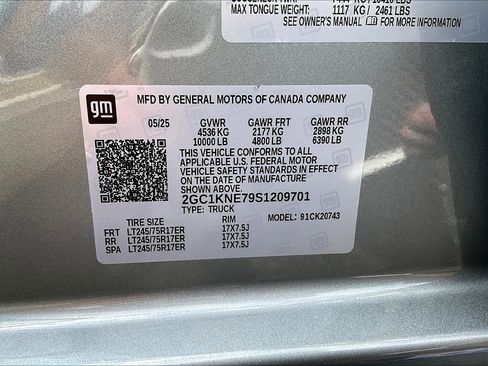 MAX TONGUE WEIGHT: 1117 KG / 2461 LBS
SEE OWNER'S MANUAL FOR MORE INFORMATION
gm
MFD BY GENERAL MOTORS OF CANADA COMPANY
05/25 GVWR GAWR FRT GAWR RR
4536 KG 2177 KG 2898 KG
10000 LB 4800 LB 6390 LB
THIS VEHICLE CONFORMS TO ALL
APPLICABLE U.S. FEDERAL MOTOR
VEHICLE SAFETY STANDARDS IN EFFECT
ON THE DATE OF MANUFACTURE
2GC1KNE79S1209701
TYPE: TRUCK MODEL: 91CK20743
TIRE SIZE RIM
FRT LT245/75R17ER 17X7.5J
RR LT245/75R17ER 17X7.5J
SPA LT245/75R17ER 17X7.5J